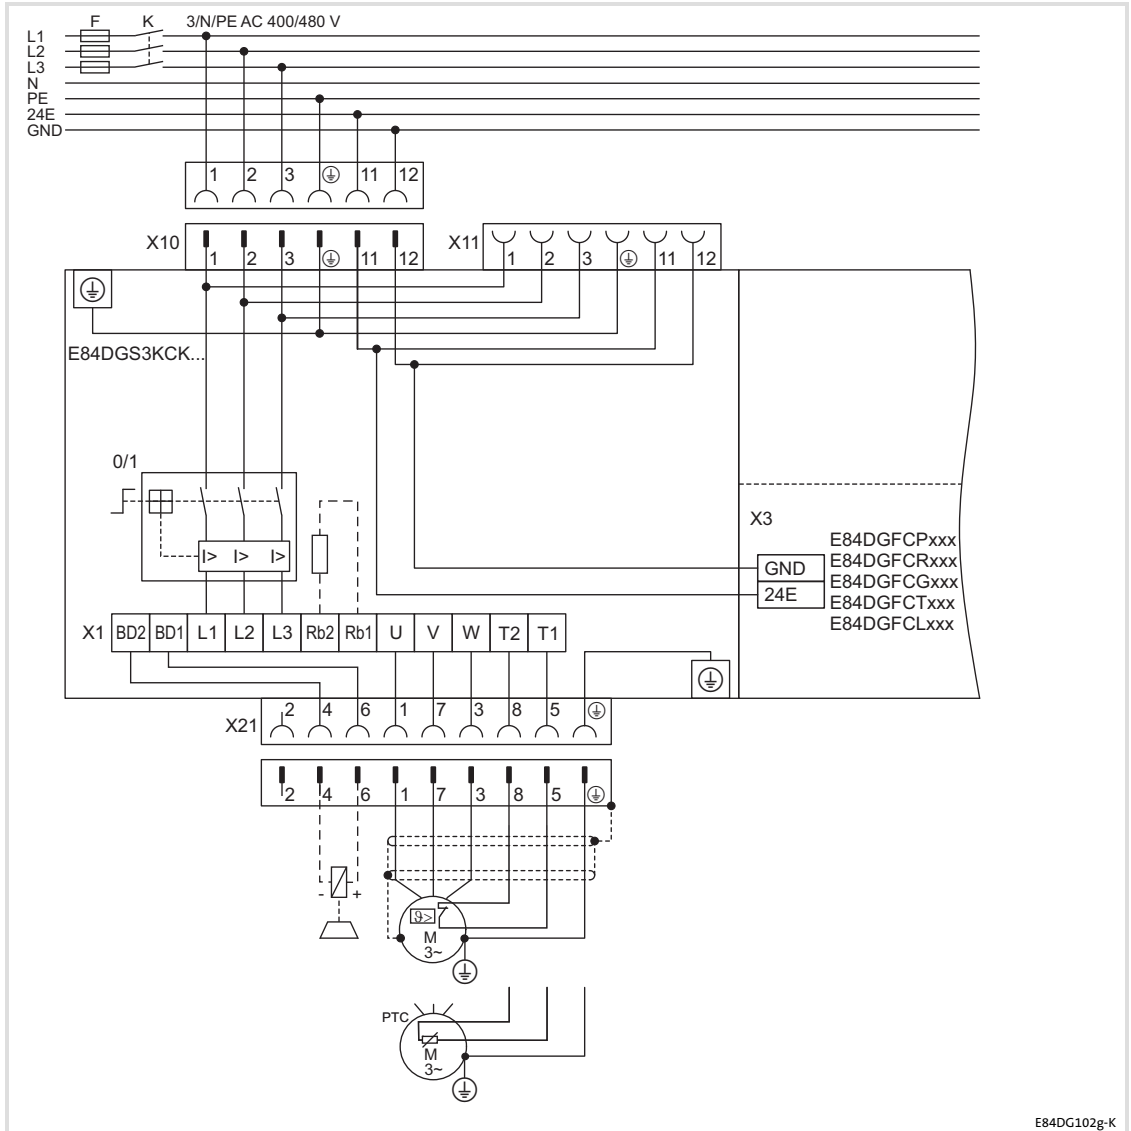 F K 3/N/PE AC 400/480 V
L1
L2
L3
N
PE
24E
GND
1 2 3 11 12
X10 X11
1 2 3 11 12 1 2 3 11 12
E84DGS3KCK...
0/1
X3
E84DGFCPxxx
GND E84DGFCRxxx
E84DGFCGxxx
24E E84DGFCTxxx
E84DGFCLxxx
I> I> I>
X1 BD2 BD1 L1 L2 L3 Rb2 Rb1 U V W T2 T1
X21 2 4 6 1 7 3 8 5
2 4 6 1 7 3 8 5
- +
ϑ>
M
3~
PTC
M
3~
E84DG102g-K